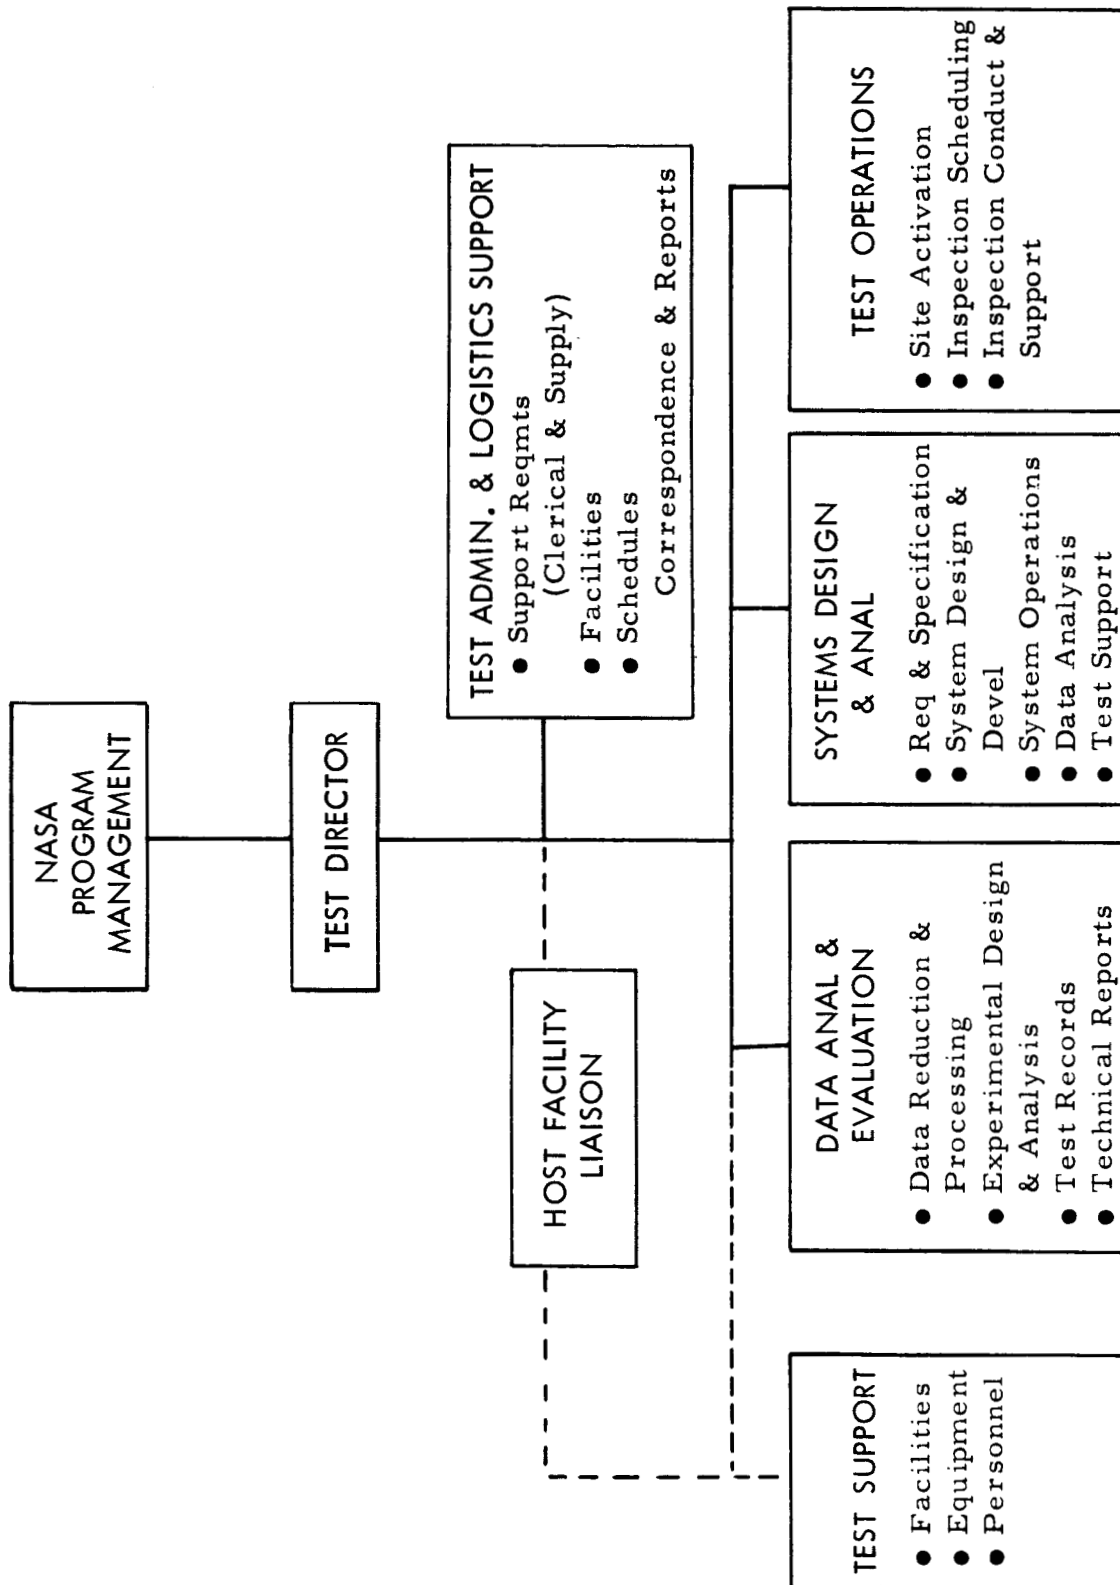 NASA
PROGRAM
MANAGEMENT
TEST DIRECTOR
HOST FACILITY
LIAISON
TEST ADMIN. & LOGISTICS SUPPORT
● Support Reqmts
(Clerical & Supply)
● Facilities
● Schedules
Correspondence & Reports
TEST SUPPORT
● Facilities
● Equipment
● Personnel
DATA ANAL &
EVALUATION
● Data Reduction &
Processing
● Experimental Design
& Analysis
● Test Records
● Technical Reports
SYSTEMS DESIGN
& ANAL
● Req & Specification
● System Design &
Devel
● System Operations
● Data Analysis
● Test Support
TEST OPERATIONS
● Site Activation
● Inspection Scheduling
● Inspection Conduct &
Support